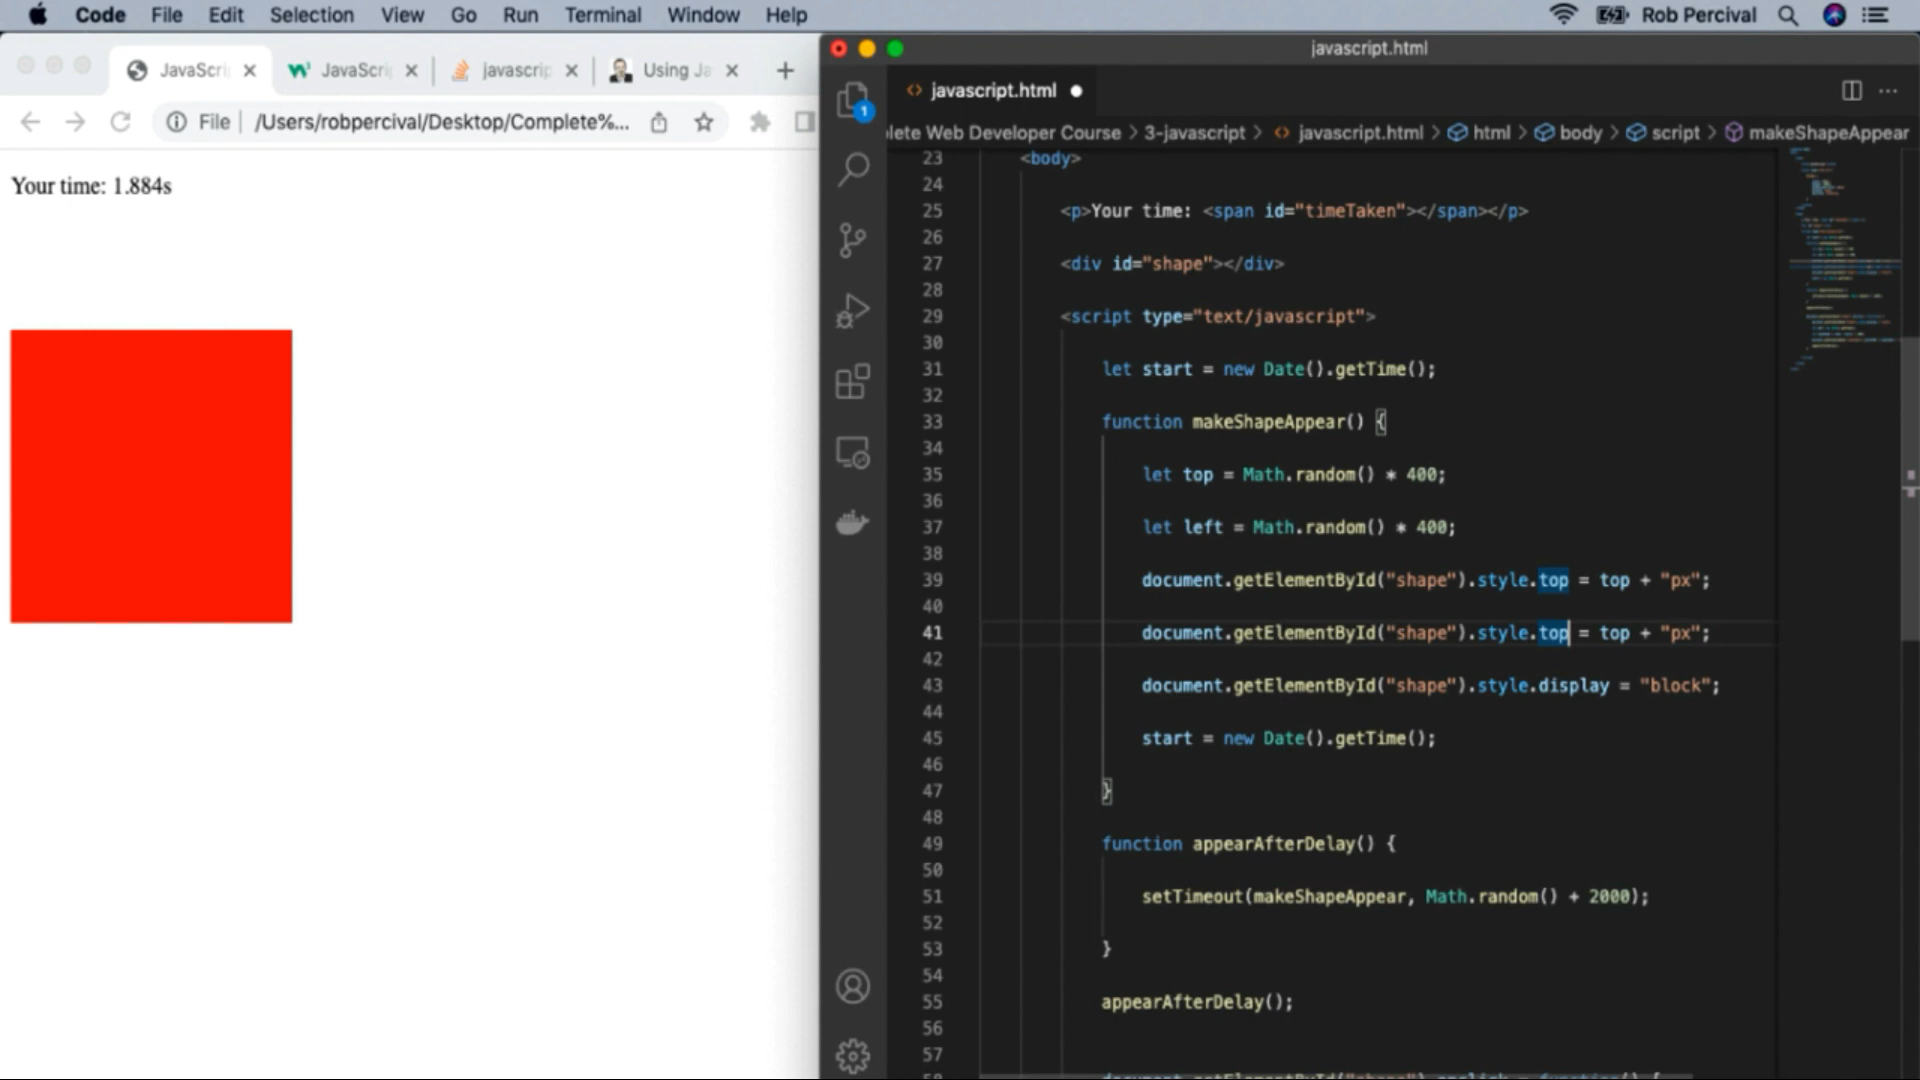 Code File Edit Selection View Go Run Terminal Window Help Rob Percival
JavaScri JavaScri javascrip Using Ja
File /Users/robpercival/Desktop/Complete%...
Your time: 1.884s
javascript.html
javascript.html
1
lete Web Developer Course > 3-javascript > javascript.html > html > body > script > makeShapeAppear
23 <body>
24
25 <p>Your time: <span id="timeTaken"></span></p>
26
27 <div id="shape"></div>
28
29 <script type="text/javascript">
30
31 let start = new Date().getTime();
32
33 function makeShapeAppear() {
34
35 let top = Math.random() * 400;
36
37 let left = Math.random() * 400;
38
39 document.getElementById("shape").style.top = top + "px";
40
41 document.getElementById("shape").style.top = top + "px";
42
43 document.getElementById("shape").style.display = "block";
44
45 start = new Date().getTime();
46
47 }
48
49 function appearAfterDelay() {
50
51 setTimeout(makeShapeAppear, Math.random() + 2000);
52
53 }
54
55 appearAfterDelay();
56
57